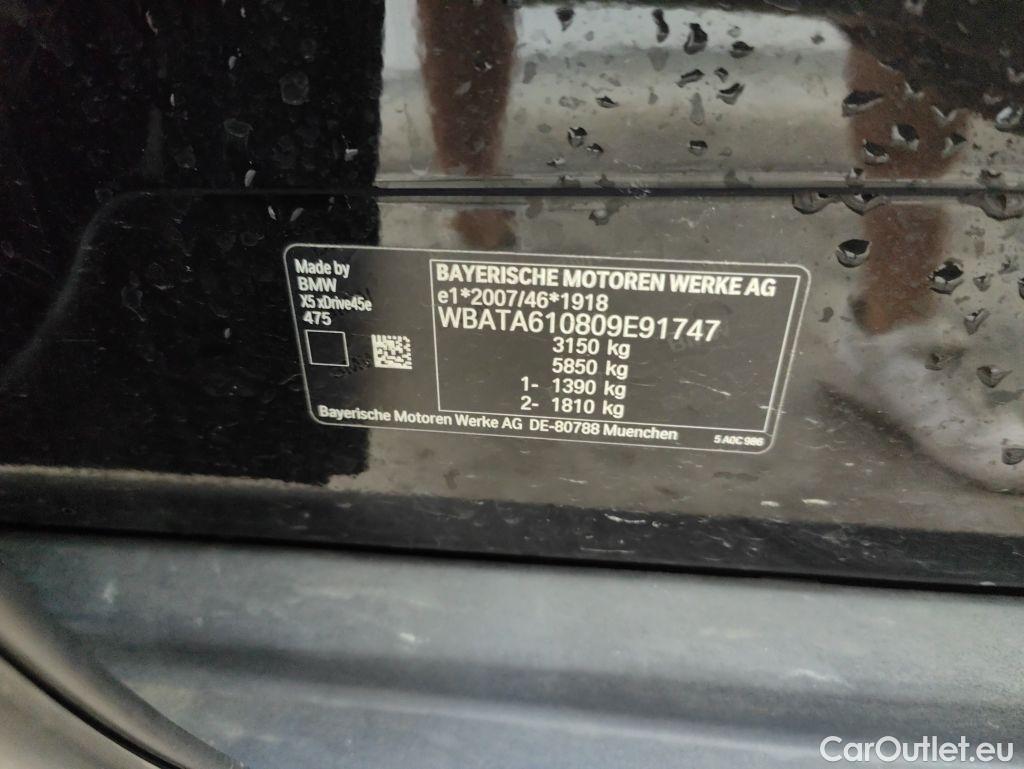 Made by
BMW
X5 xDrive45e
475
BAYERISCHE MOTOREN WERKE AG
e1*2007/46*1918
WBATA610809E91747
3150 kg
5850 kg
1- 1390 kg
2- 1810 kg
Bayerische Motoren Werke AG DE-80788 Muenchen
5 A0C 986
CarOutlet.eu